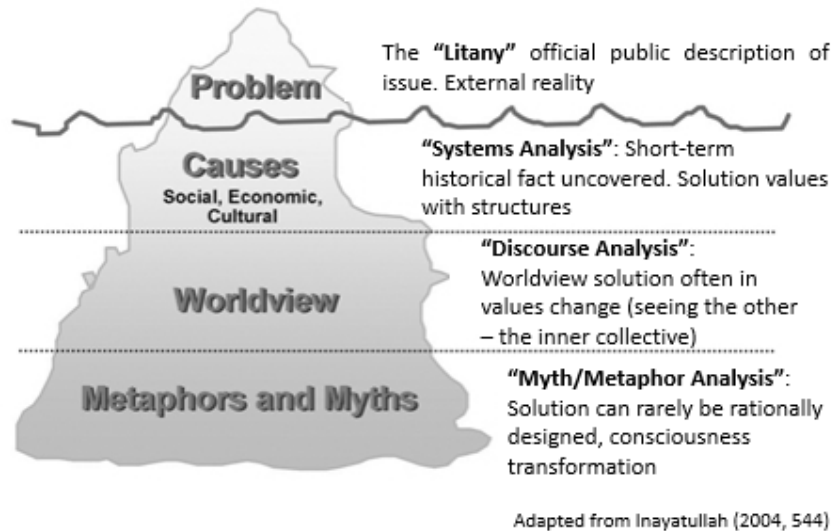 Problem
The “Litany” official public description of
issue. External reality
Causes
Social, Economic,
Cultural
“Systems Analysis”: Short-term
historical fact uncovered. Solution values
with structures
Worldview
“Discourse Analysis”:
Worldview solution often in
values change (seeing the other
– the inner collective)
Metaphors and Myths
“Myth/Metaphor Analysis”:
Solution can rarely be rationally
designed, consciousness
transformation
Adapted from Inayatullah (2004, 544)